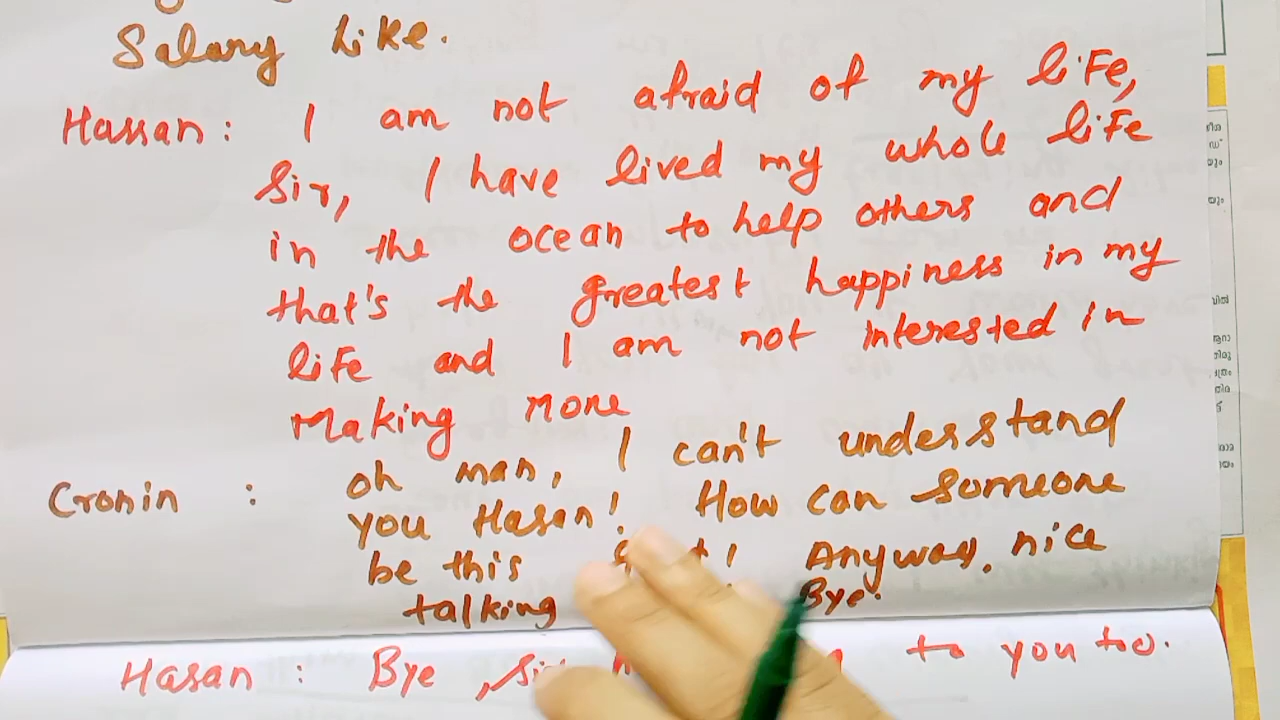 Salary Like.
Hassan: I am not afraid of my life,
Sir, I have lived my whole life
in the ocean to help others and
that's the greatest happiness in my
life and I am not interested in
Making more
Cronin : oh man, I can't understand
you Hasan! How can someone
be this ! Anyway, nice
talking Bye.
Hasan : Bye , to you too.